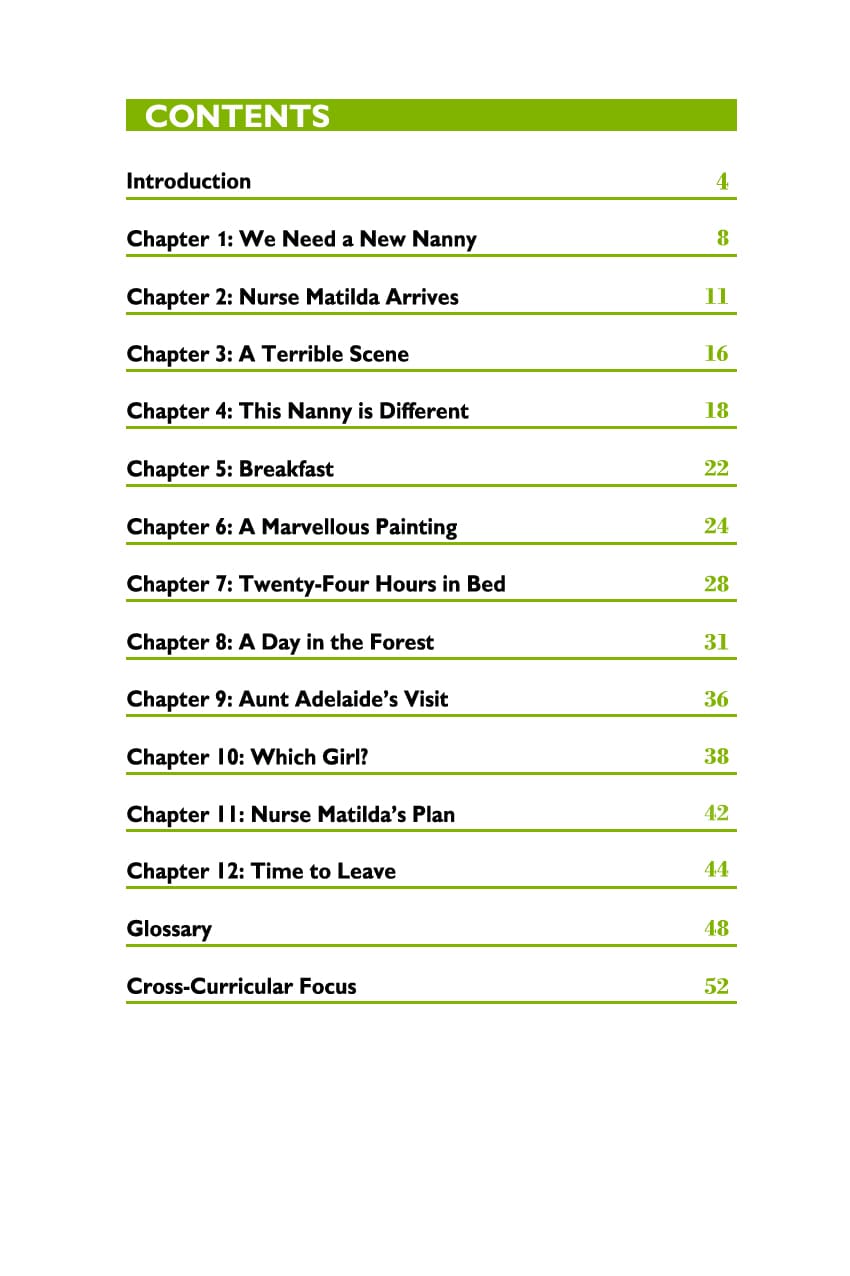 CONTENTS
Introduction 4
Chapter 1: We Need a New Nanny 8
Chapter 2: Nurse Matilda Arrives 11
Chapter 3: A Terrible Scene 16
Chapter 4: This Nanny is Different 18
Chapter 5: Breakfast 22
Chapter 6: A Marvellous Painting 24
Chapter 7: Twenty-Four Hours in Bed 28
Chapter 8: A Day in the Forest 31
Chapter 9: Aunt Adelaide’s Visit 36
Chapter 10: Which Girl? 38
Chapter 11: Nurse Matilda’s Plan 42
Chapter 12: Time to Leave 44
Glossary 48
Cross-Curricular Focus 52